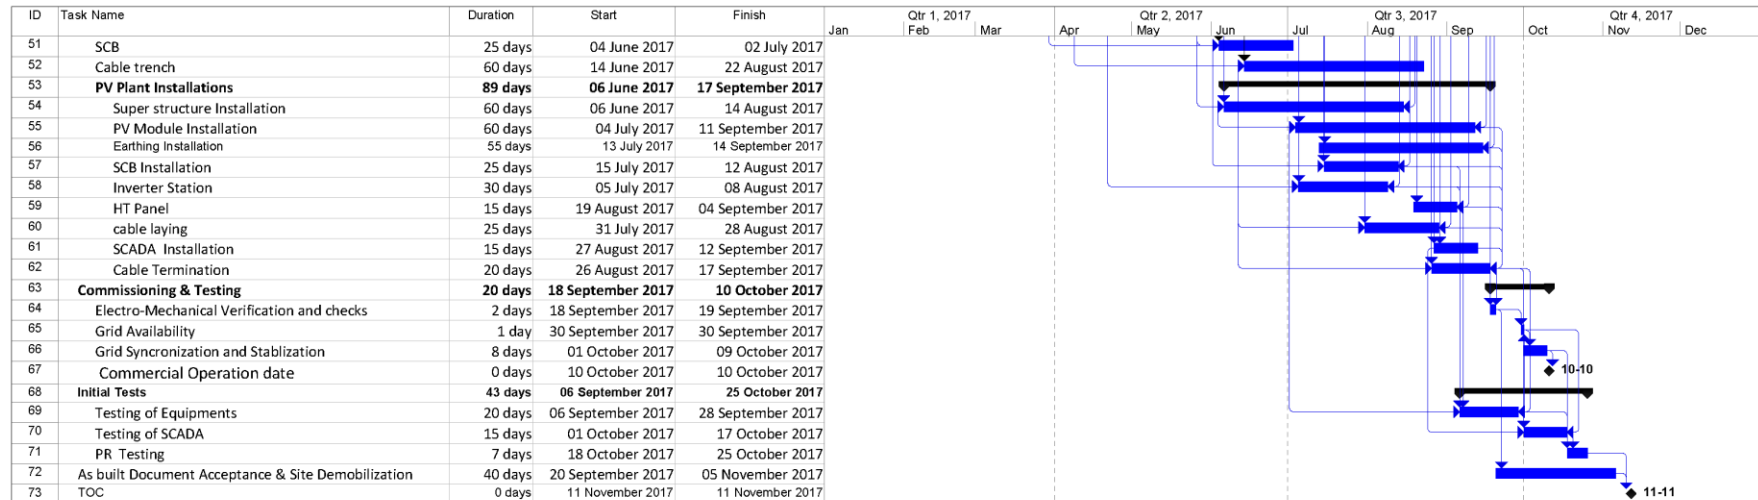 ID Task Name Duration Start Finish Qtr 1, 2017 Qtr 2, 2017 Qtr 3, 2017 Qtr 4, 2017
Jan Feb Mar Apr May Jun Jul Aug Sep Oct Nov Dec
51 SCB 25 days 04 June 2017 02 July 2017
52 Cable trench 60 days 14 June 2017 22 August 2017
53 PV Plant Installations 89 days 06 June 2017 17 September 2017
54 Super structure Installation 60 days 06 June 2017 14 August 2017
55 PV Module Installation 60 days 04 July 2017 11 September 2017
56 Earthing Installation 55 days 13 July 2017 14 September 2017
57 SCB Installation 25 days 15 July 2017 12 August 2017
58 Inverter Station 30 days 05 July 2017 08 August 2017
59 HT Panel 15 days 19 August 2017 04 September 2017
60 cable laying 25 days 31 July 2017 28 August 2017
61 SCADA Installation 15 days 27 August 2017 12 September 2017
62 Cable Termination 20 days 26 August 2017 17 September 2017
63 Commissioning & Testing 20 days 18 September 2017 10 October 2017
64 Electro-Mechanical Verification and checks 2 days 18 September 2017 19 September 2017
65 Grid Availability 1 day 30 September 2017 30 September 2017
66 Grid Syncronization and Stablization 8 days 01 October 2017 09 October 2017
67 Commercial Operation date 0 days 10 October 2017 10 October 2017 10-10
68 Initial Tests 43 days 06 September 2017 25 October 2017
69 Testing of Equipments 20 days 06 September 2017 28 September 2017
70 Testing of SCADA 15 days 01 October 2017 17 October 2017
71 PR Testing 7 days 18 October 2017 25 October 2017
72 As built Document Acceptance & Site Demobilization 40 days 20 September 2017 05 November 2017
73 TOC 0 days 11 November 2017 11 November 2017 11-11